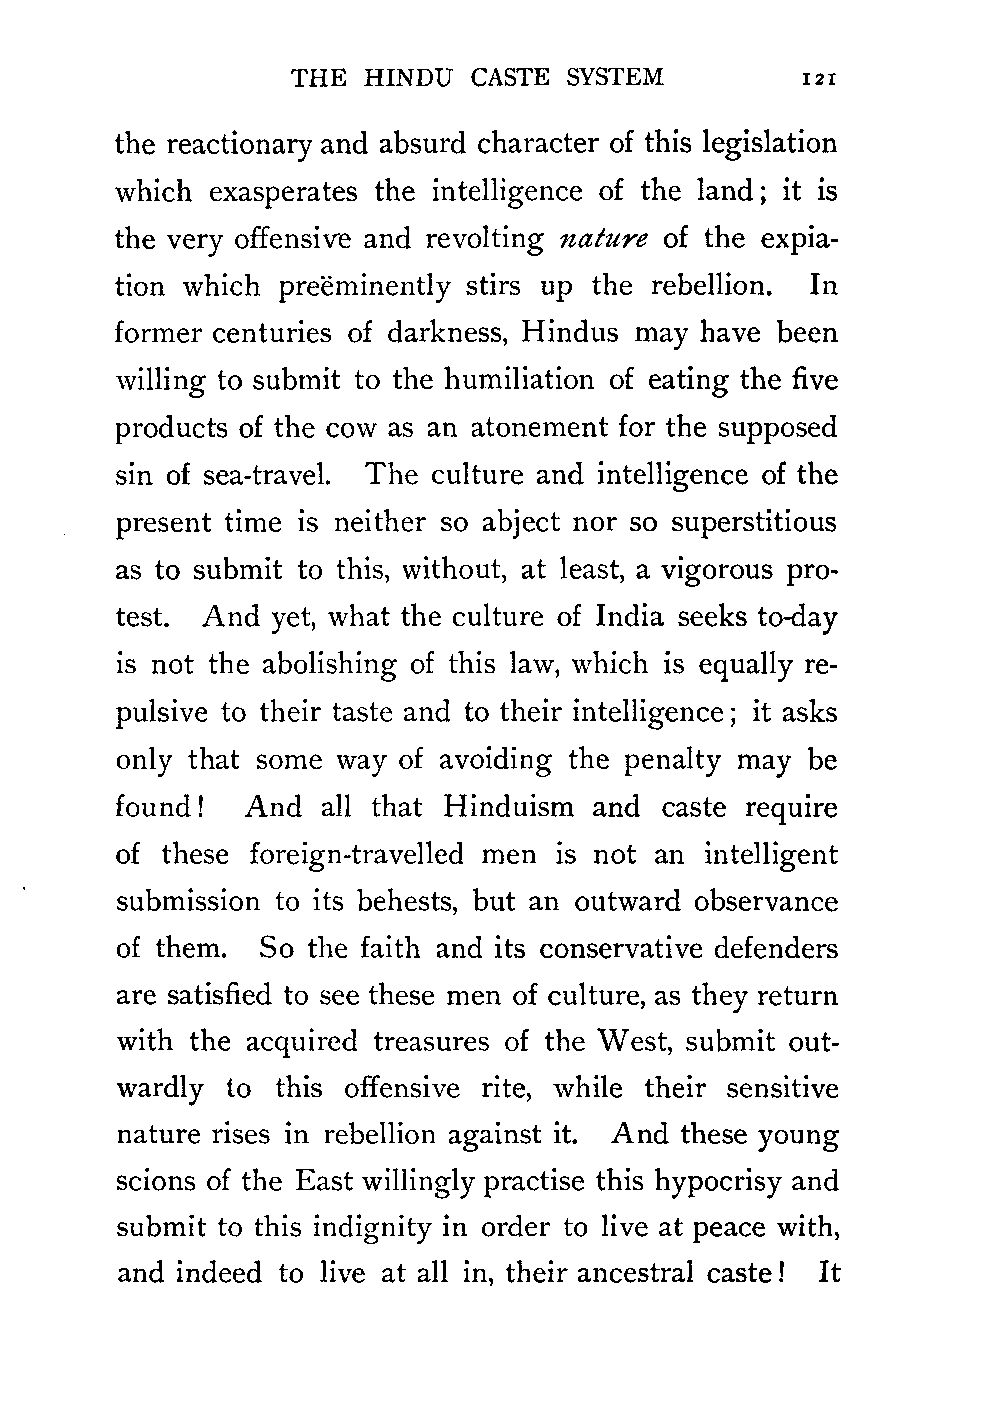 THE HINDU CASTE SYSTEM 121
the reactionary and absurd character of this legislation
which exasperates the intelligence of the land; it is
the very offensive and revolting nature of the expia-
tion which preëminently stirs up the rebellion. In
former centuries of darkness, Hindus may have been
willing to submit to the humiliation of eating the five
products of the cow as an atonement for the supposed
sin of sea-travel. The culture and intelligence of the
present time is neither so abject nor so superstitious
as to submit to this, without, at least, a vigorous pro-
test. And yet, what the culture of India seeks to-day
is not the abolishing of this law, which is equally re-
pulsive to their taste and to their intelligence; it asks
only that some way of avoiding the penalty may be
found! And all that Hinduism and caste require
of these foreign-travelled men is not an intelligent
submission to its behests, but an outward observance
of them. So the faith and its conservative defenders
are satisfied to see these men of culture, as they return
with the acquired treasures of the West, submit out-
wardly to this offensive rite, while their sensitive
nature rises in rebellion against it. And these young
scions of the East willingly practise this hypocrisy and
submit to this indignity in order to live at peace with,
and indeed to live at all in, their ancestral caste! It